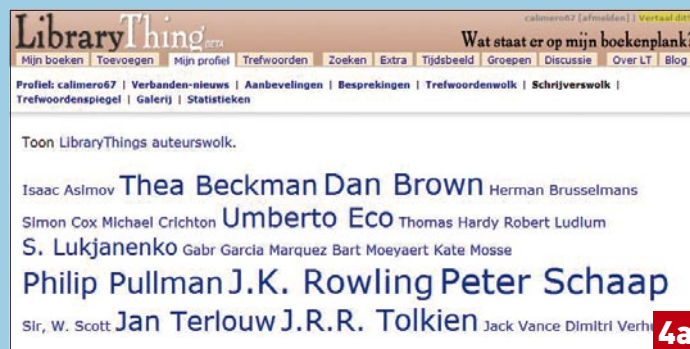 calimero67 [afmelden] | Vertaal dit!
LibraryThing BETA
Wat staat er op mijn boekenplank?
Mijn boeken Toevoegen Mijn profiel Trefwoorden Zoeken Extra Tijdsbeeld Groepen Discussie Over LT Blog
Profiel: calimero67 | Verbanden-nieuws | Aanbevelingen | Besprekingen | Trefwoordenwolk | Schrijverswolk |
Trefwoordenspiegel | Galerij | Statistieken
Toon LibraryThings auteurswolk.
Isaac Asimov Thea Beckman Dan Brown Herman Brusselmans
Simon Cox Michael Crichton Umberto Eco Thomas Hardy Robert Ludlum
S. Lukjanenko Gabr Garcia Marquez Bart Moeyaert Kate Mosse
Philip Pullman J.K. Rowling Peter Schaap
Sir, W. Scott Jan Terlouw J.R.R. Tolkien Jack Vance Dimitri
4a